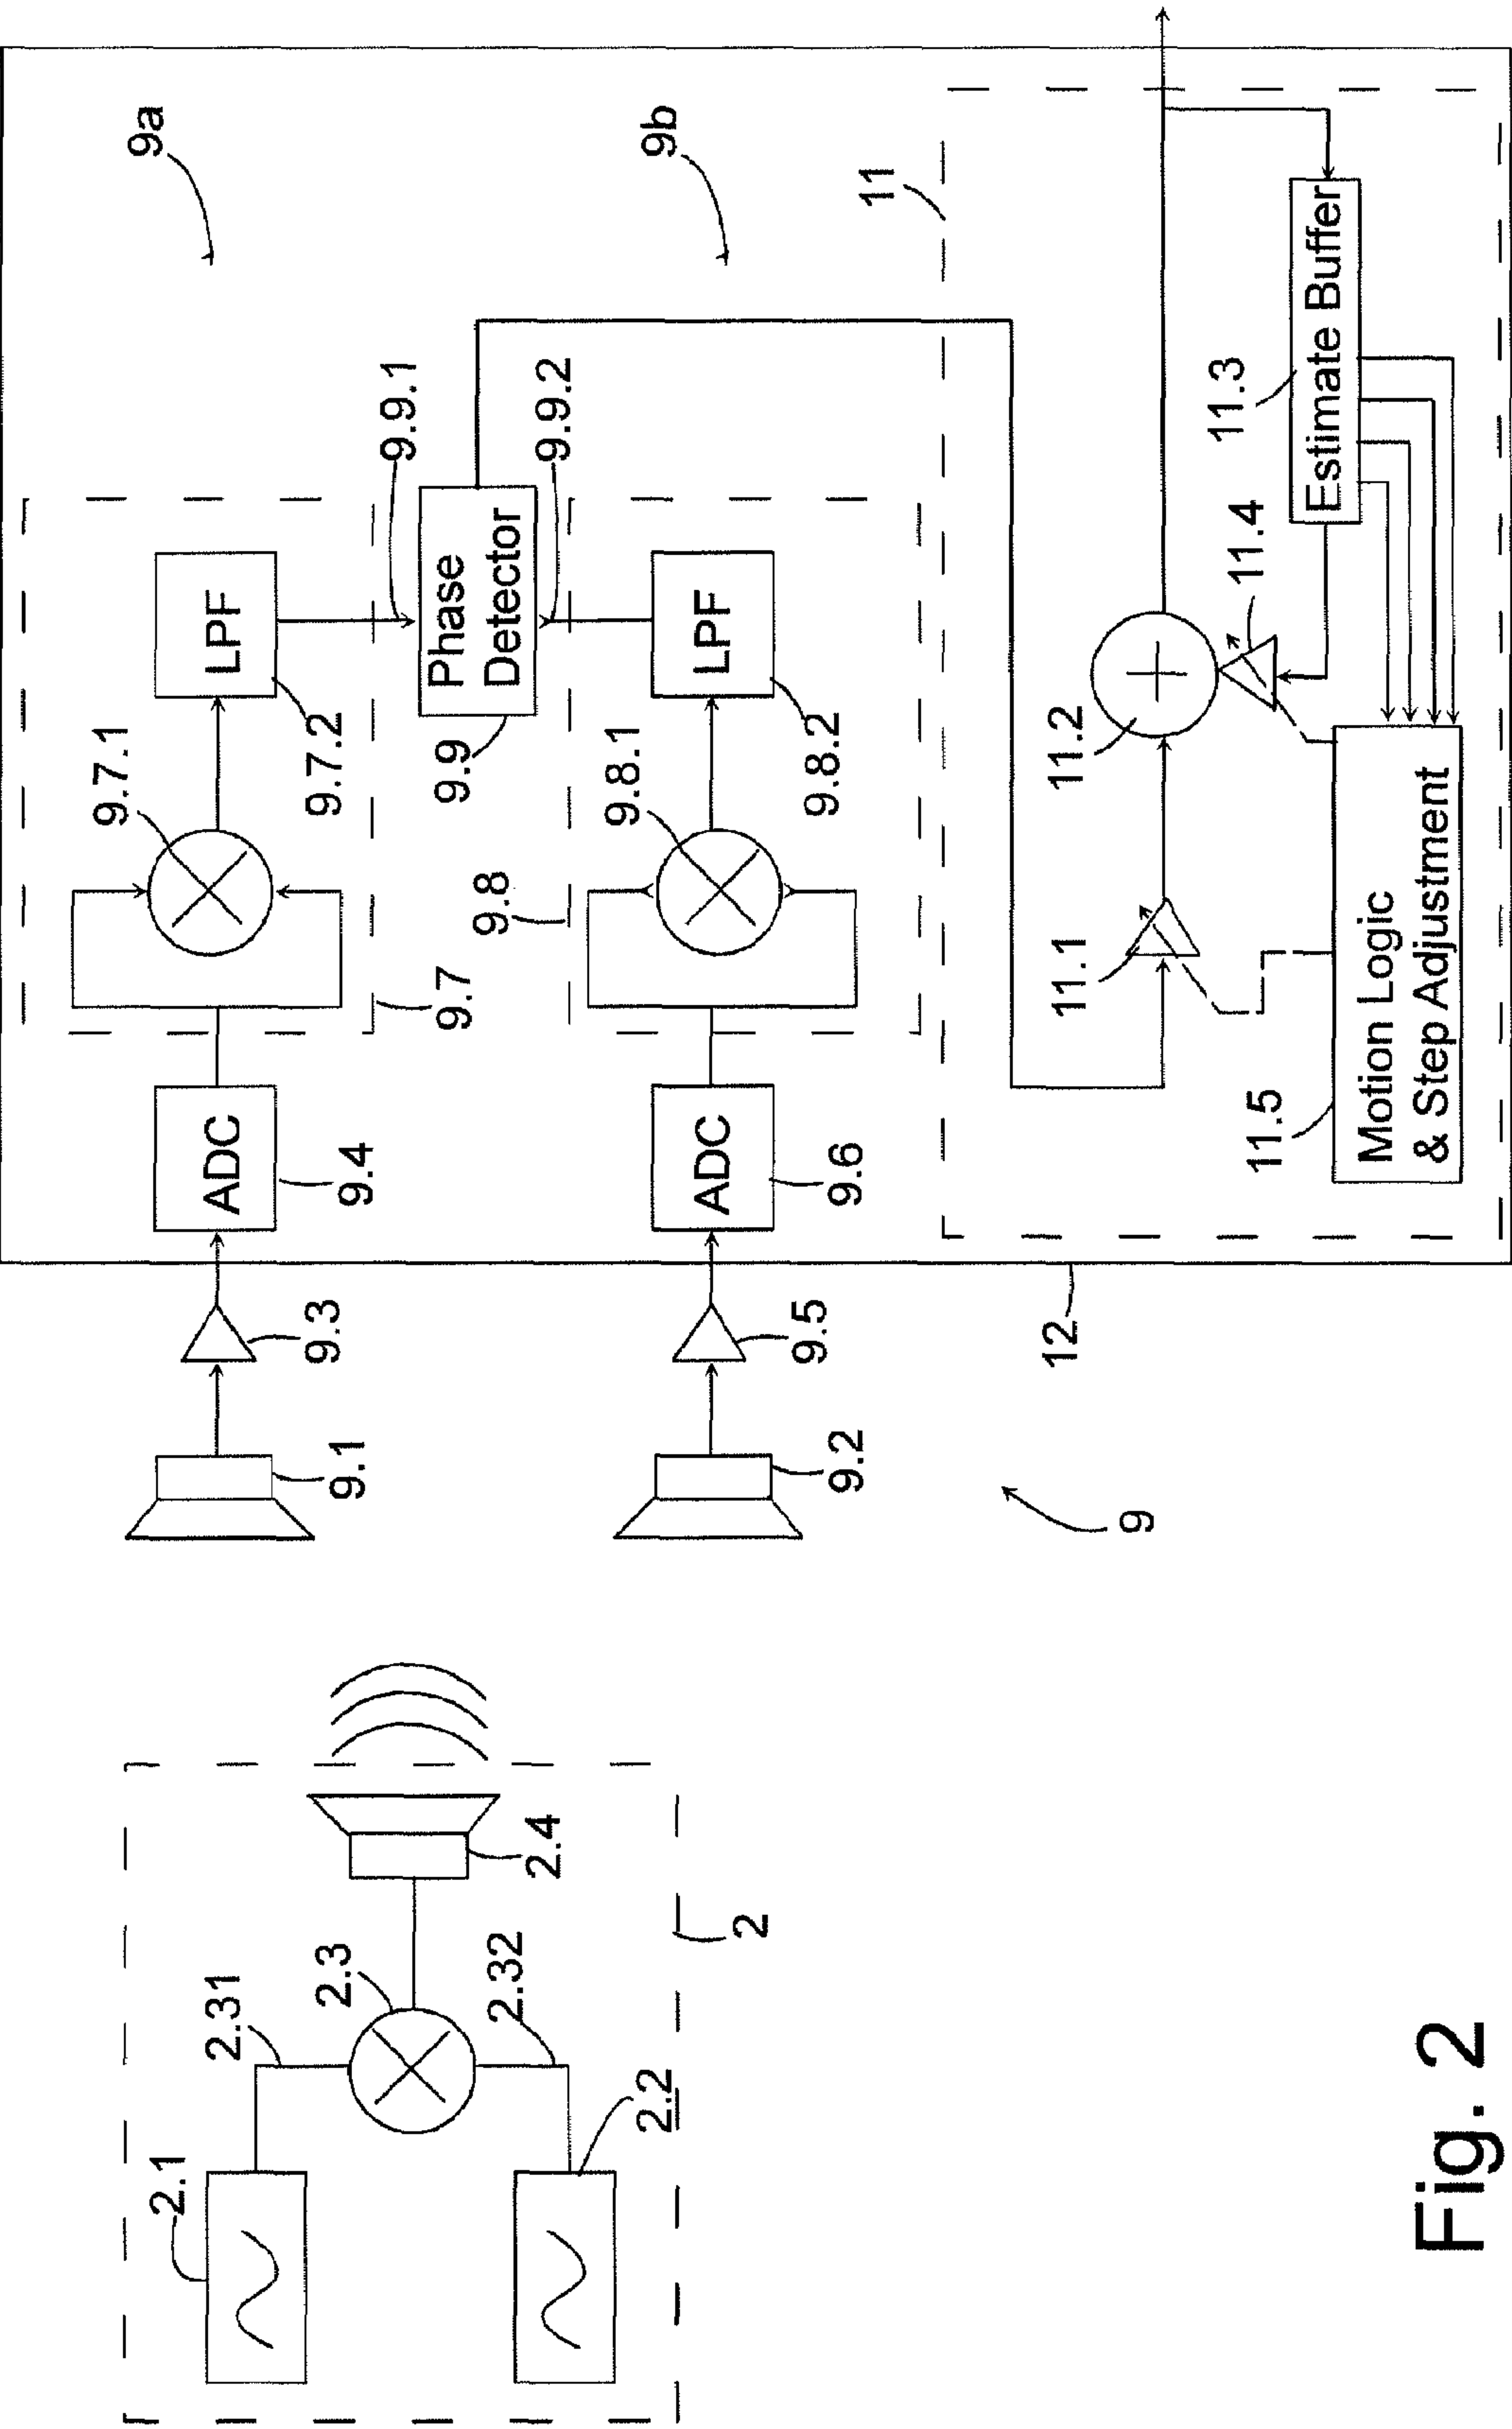 2.1
2.31
2.3
2.32
2.4
2.2
2
9.1
9.2
9
9.3
9.5
12
ADC
9.4
ADC
9.6
9.7
9.7.1
LPF
9.7.2
9.8
9.8.1
LPF
9.8.2
Phase
Detector
9.9
9.9.1
9.9.2
9a
9b
11
11.1
11.2
11.4
11.3
Estimate Buffer
11.5
Motion Logic
& Step Adjustment
Fig. 2